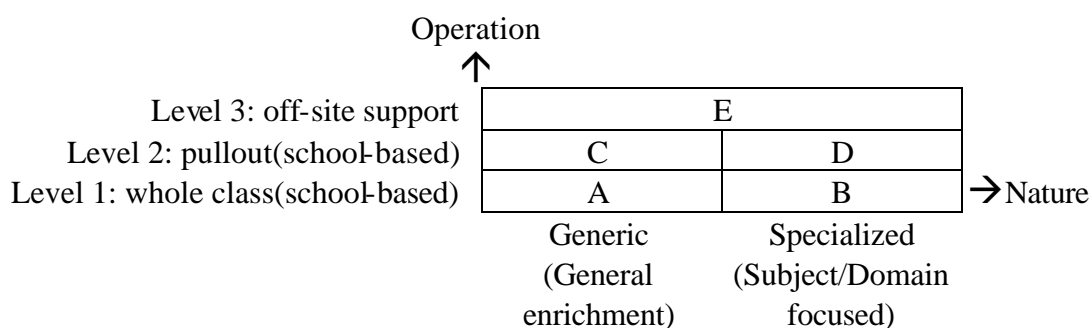 Operation
↑
Level 3: off-site support E
Level 2: pullout(school-based) C D
Level 1: whole class(school-based) A B → Nature
Generic Specialized
(General (Subject/Domain
enrichment) focused)